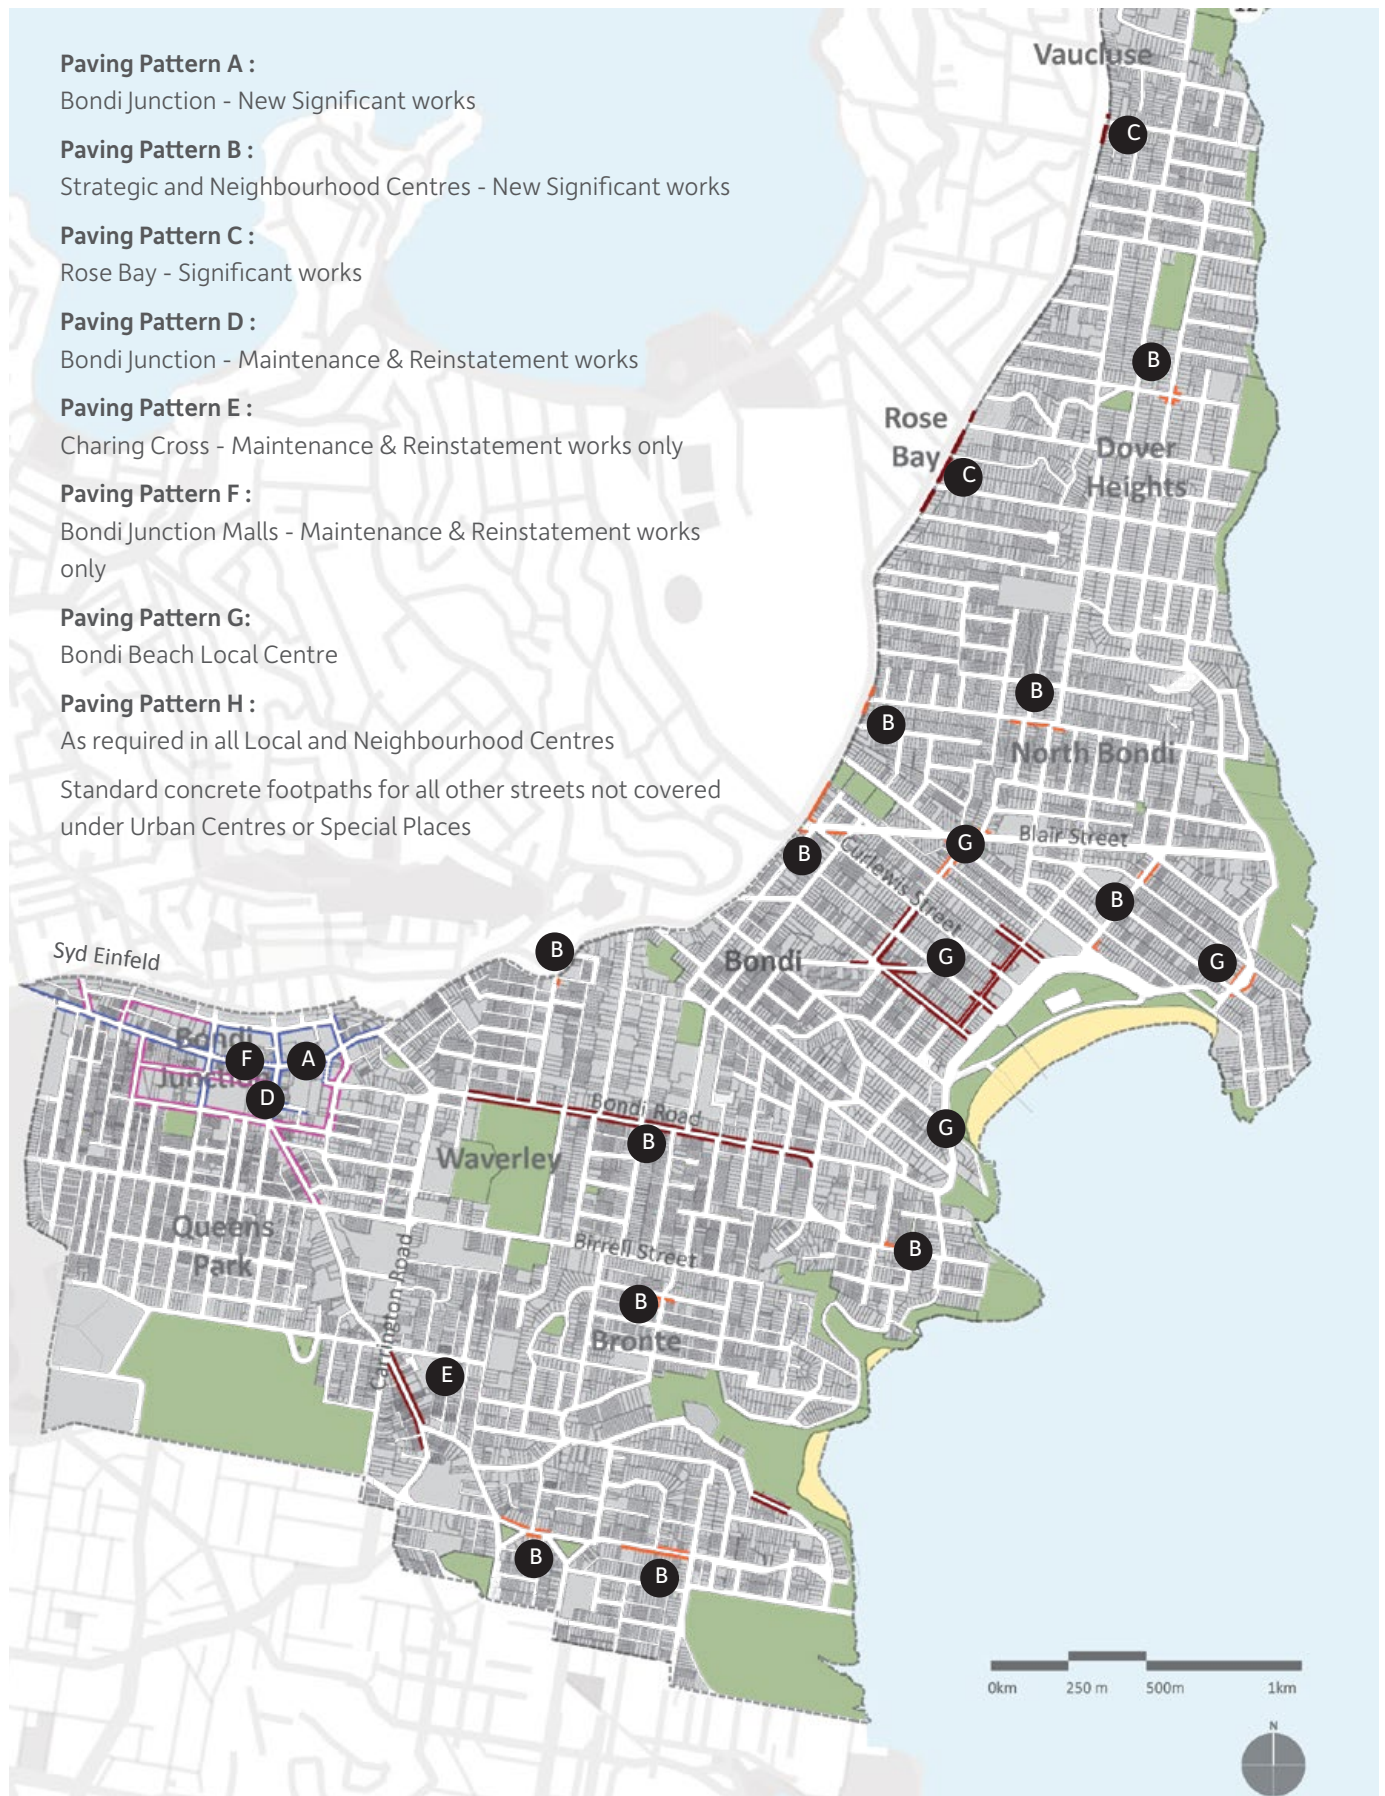 Paving Pattern A :
Bondi Junction - New Significant works
Paving Pattern B :
Strategic and Neighbourhood Centres - New Significant works
Paving Pattern C :
Rose Bay - Significant works
Paving Pattern D :
Bondi Junction - Maintenance & Reinstatement works
Paving Pattern E :
Charing Cross - Maintenance & Reinstatement works only
Paving Pattern F :
Bondi Junction Malls - Maintenance & Reinstatement works
only
Paving Pattern G:
Bondi Beach Local Centre
Paving Pattern H :
As required in all Local and Neighbourhood Centres
Standard concrete footpaths for all other streets not covered
under Urban Centres or Special Places
Vaucluse
C
B
Rose
Bay
C
Dover
Heights
B
B
North Bondi
Blair Street
G
B
Curlewis Street
B
Syd Einfeld
B
Bondi
G
G
Bondi
Junction
F
A
D
Bondi Road
G
B
Waverley
Queens
Park
Birrell Street
B
Carrington Road
B
Bronte
E
B
B
0km
250 m
500m
1km
N